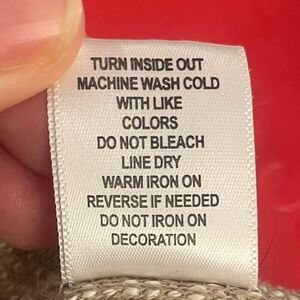 TURN INSIDE OUT
MACHINE WASH COLD
WITH LIKE
COLORS
DO NOT BLEACH
LINE DRY
WARM IRON ON
REVERSE IF NEEDED
DO NOT IRON ON
DECORATION